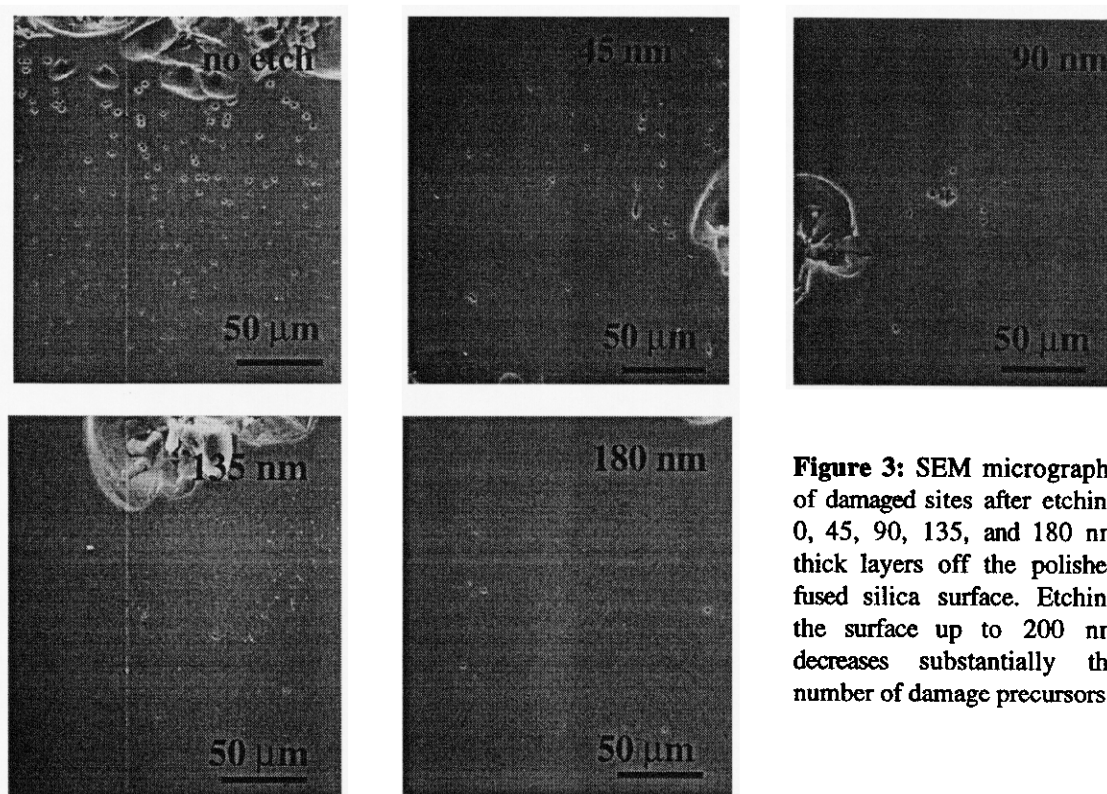 no etch
50 μm
45 nm
50 μm
90 nm
50 μm
135 nm
50 μm
180 nm
50 μm
Figure 3: SEM micrograph
of damaged sites after etchin
0, 45, 90, 135, and 180 nr
thick layers off the polishe
fused silica surface. Etchin
the surface up to 200 nr
decreases substantially th
number of damage precursors